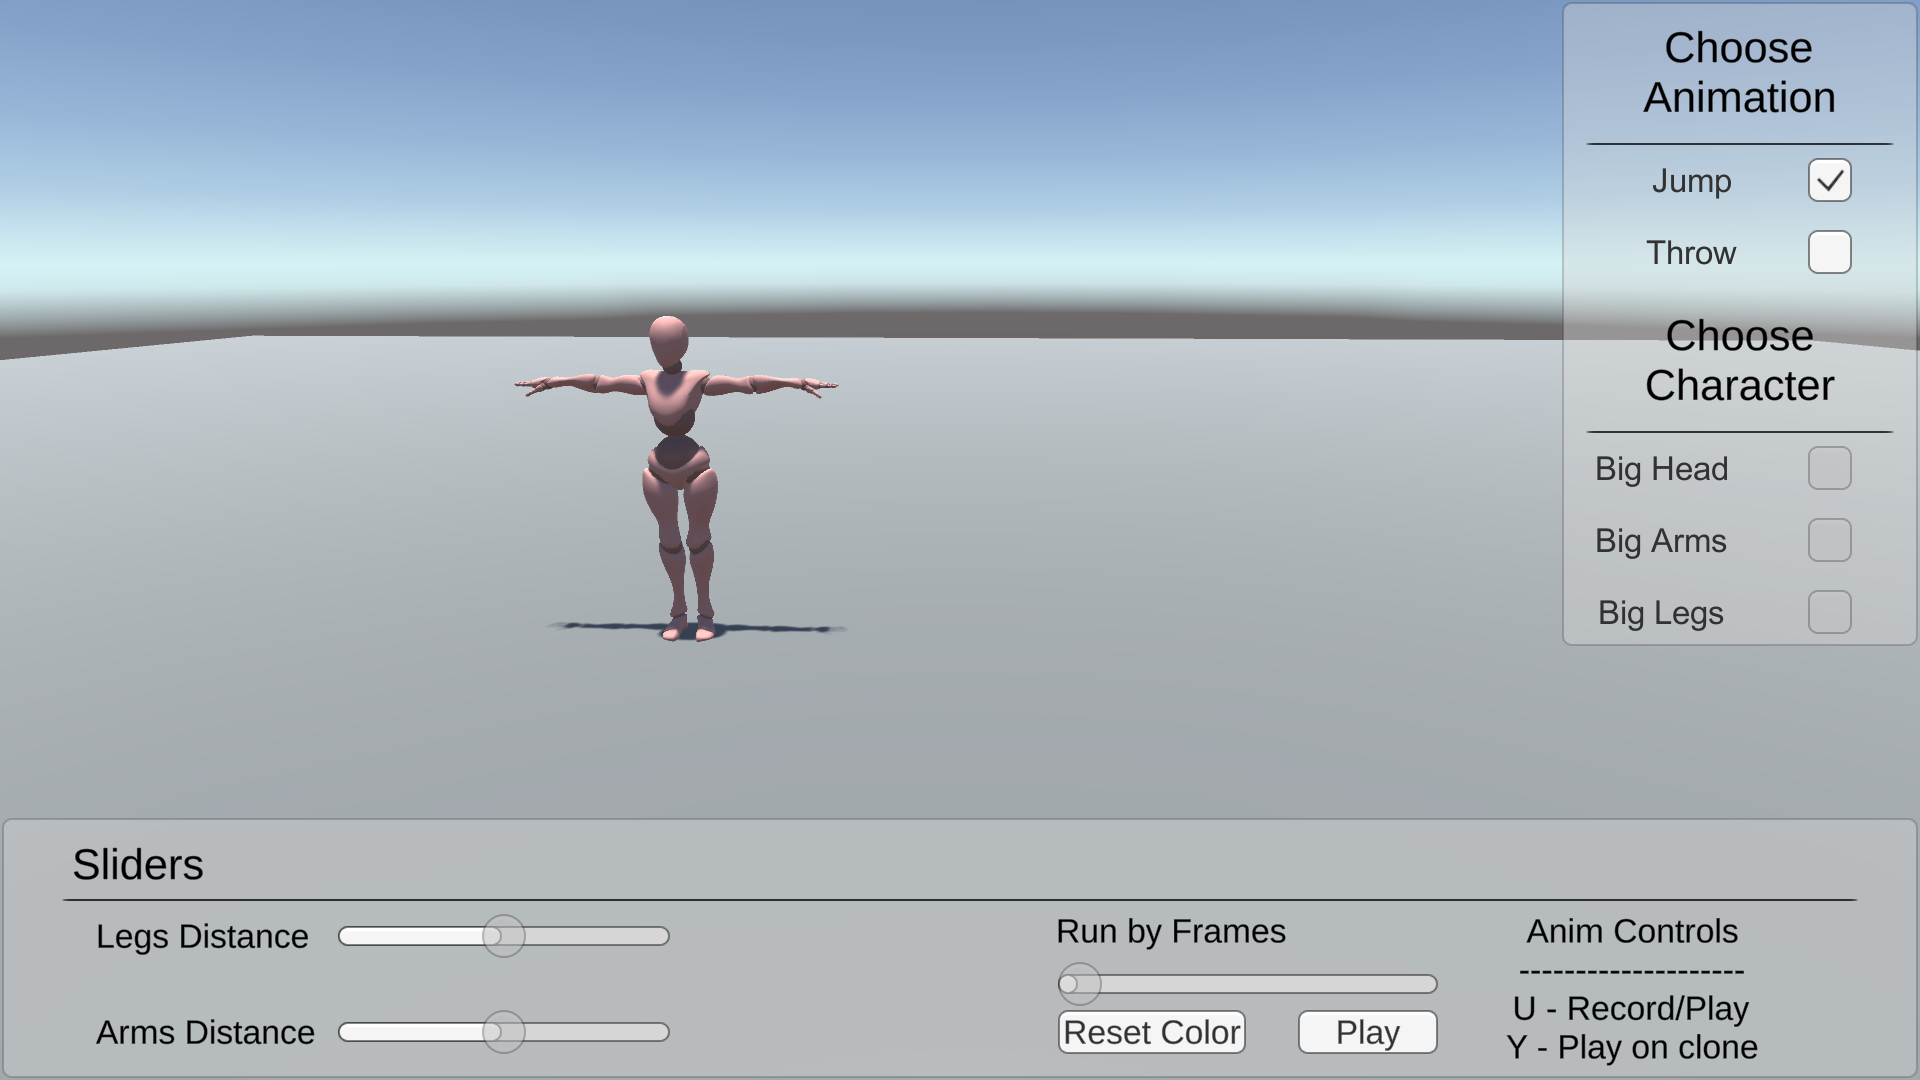 Choose
Animation
Jump
Throw
Choose
Character
Big Head
Big Arms
Big Legs
Sliders
Legs Distance
Arms Distance
Run by Frames
Reset Color
Play
Anim Controls
--------------------
U - Record/Play
Y - Play on clone